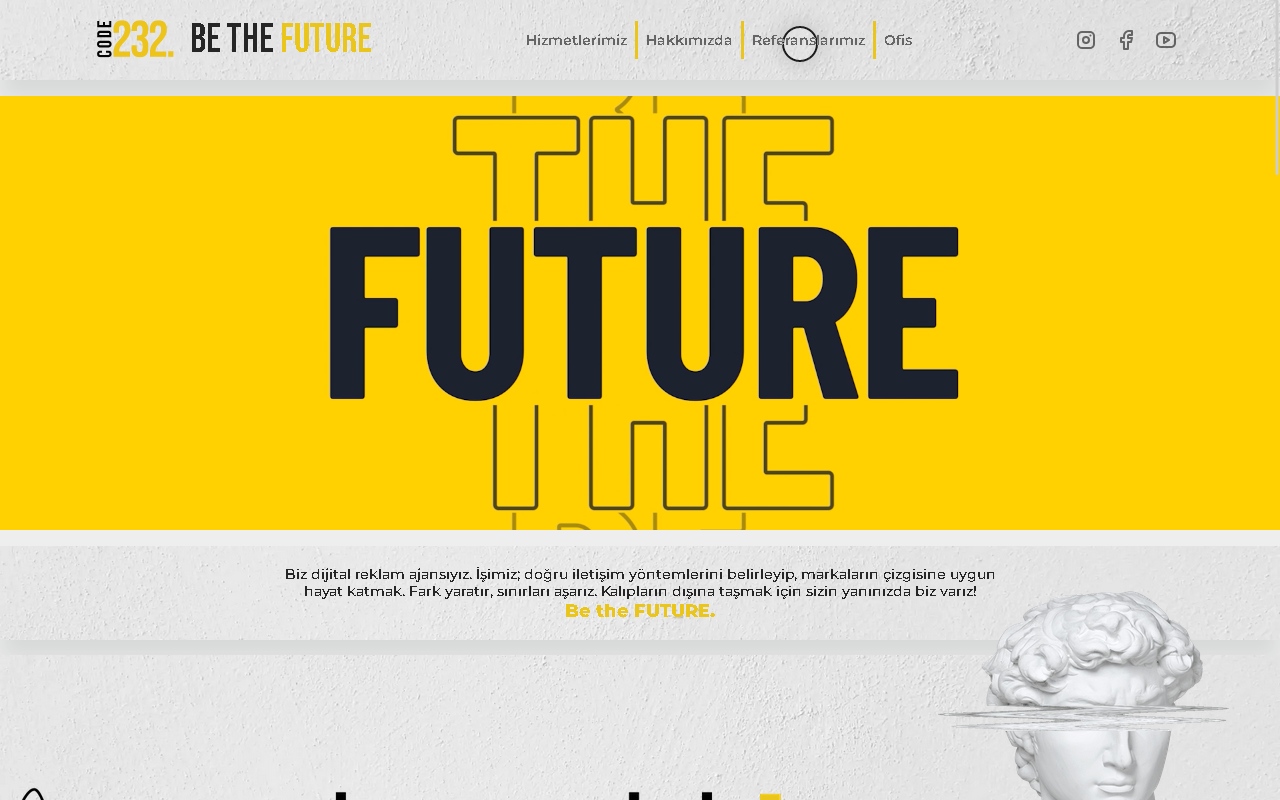 CODE 232. BE THE FUTURE
Hizmetlerimiz Hakkımızda Referanslarımız Ofis
THE
FUTURE
THE
Biz dijital reklam ajansıyız. İşimiz; doğru iletişim yöntemlerini belirleyip, markaların çizgisine uygun
hayat katmak. Fark yaratır, sınırları aşarız. Kalıpların dışına taşmak için sizin yanınızda biz varız!
Be the FUTURE.